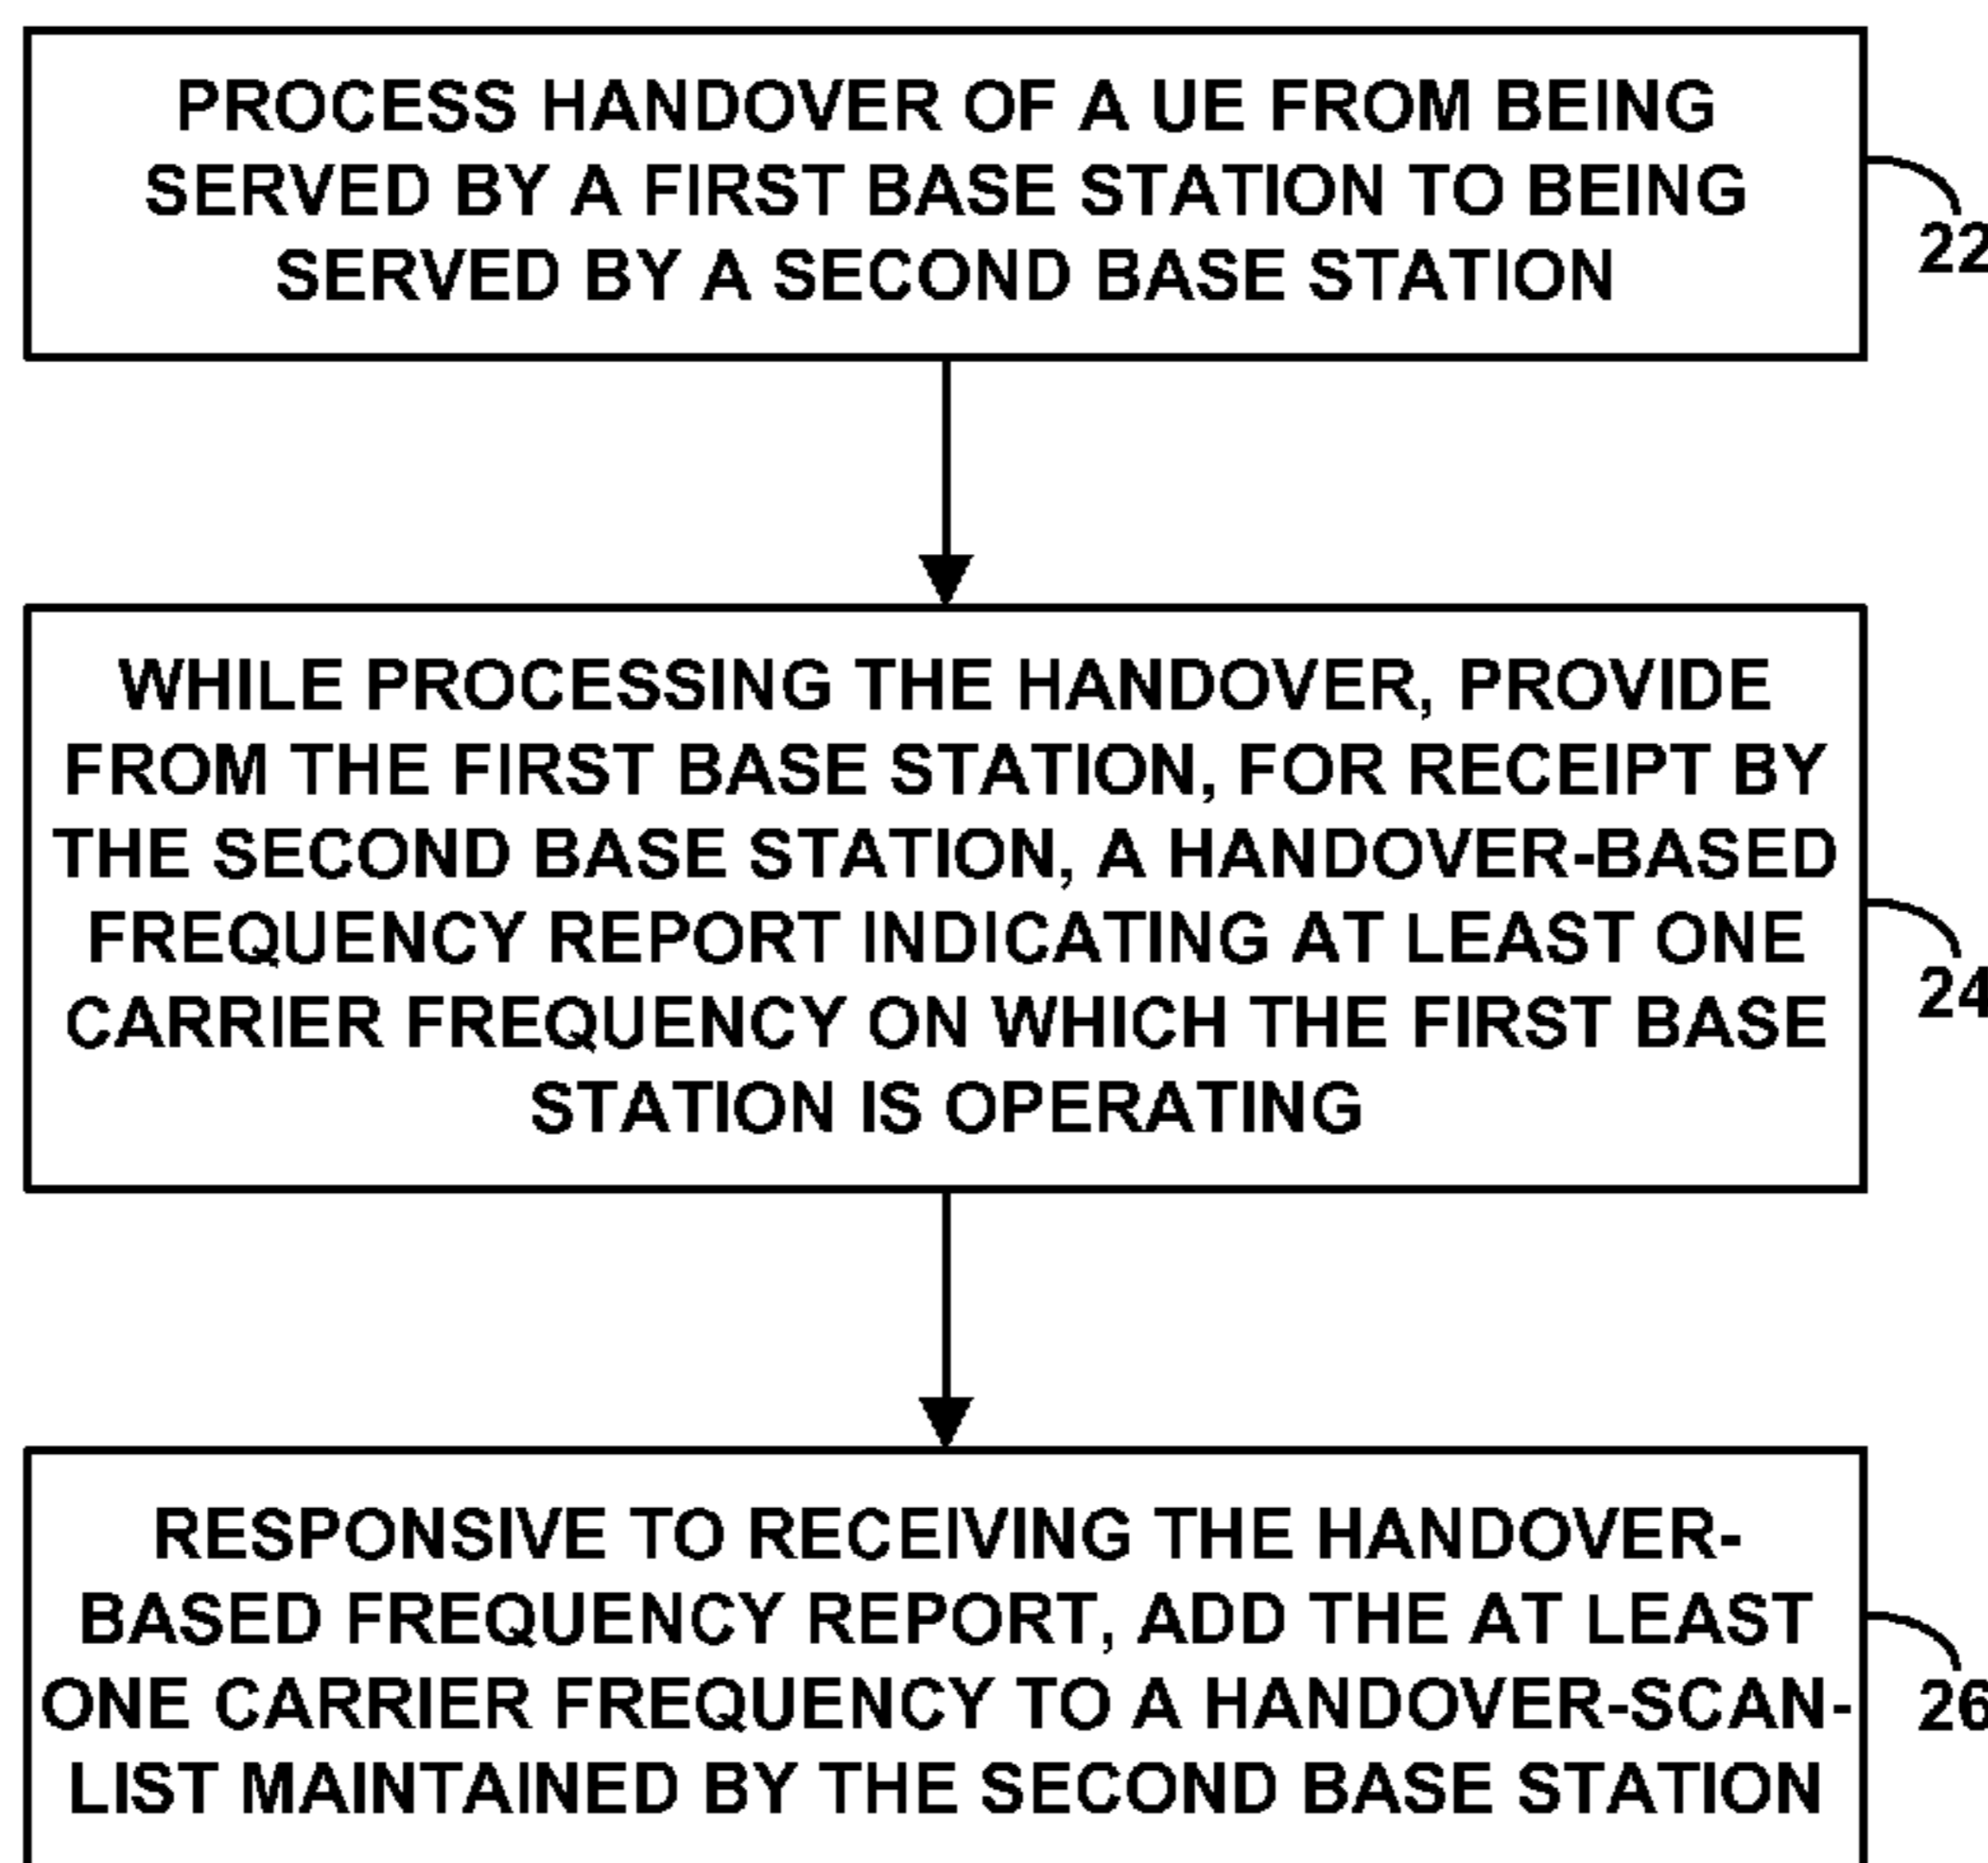 PROCESS HANDOVER OF A UE FROM BEING
SERVED BY A FIRST BASE STATION TO BEING
SERVED BY A SECOND BASE STATION
22
WHILE PROCESSING THE HANDOVER, PROVIDE
FROM THE FIRST BASE STATION, FOR RECEIPT BY
THE SECOND BASE STATION, A HANDOVER-BASED
FREQUENCY REPORT INDICATING AT LEAST ONE
CARRIER FREQUENCY ON WHICH THE FIRST BASE
STATION IS OPERATING
24
RESPONSIVE TO RECEIVING THE HANDOVER-
BASED FREQUENCY REPORT, ADD THE AT LEAST
ONE CARRIER FREQUENCY TO A HANDOVER-SCAN-
LIST MAINTAINED BY THE SECOND BASE STATION
26